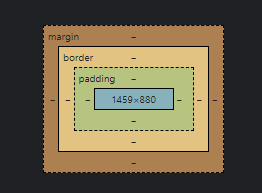 margin –
border –
padding –
– – – 1459×880 – – –
–
–
–